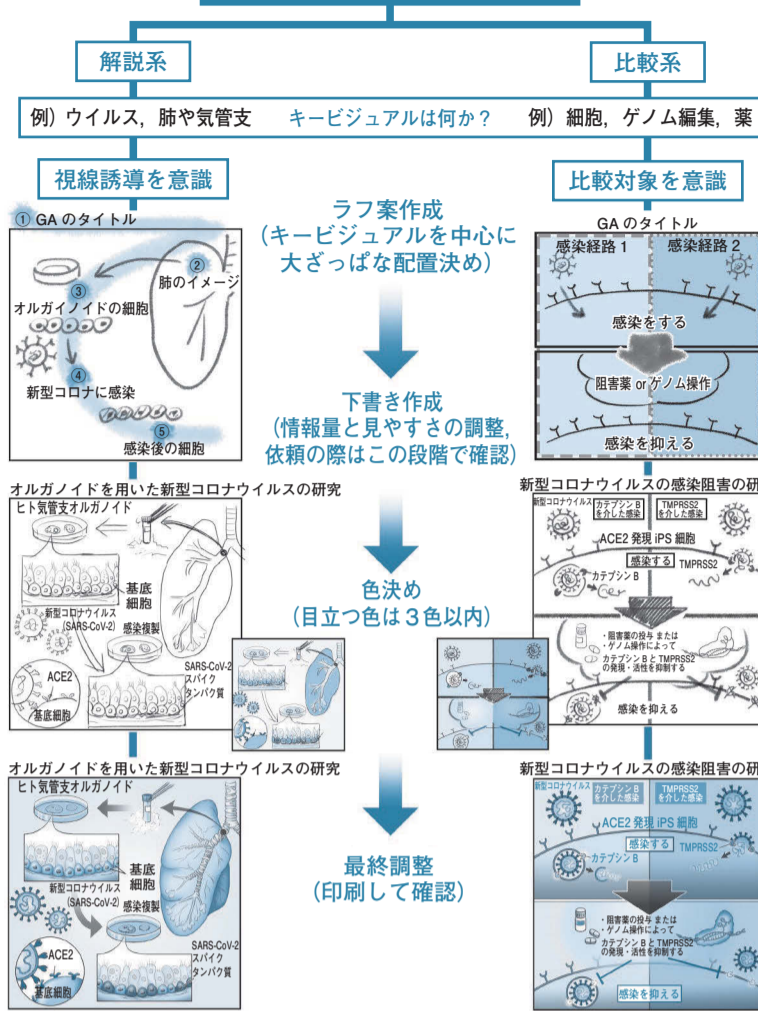 解説系
比較系
例）ウイルス，肺や気管支
キービジュアルは何か？
例）細胞，ゲノム編集，薬
視線誘導を意識
比較対象を意識
① GA のタイトル
②
肺のイメージ
③
オルガイノイドの細胞
④
新型コロナに感染
⑤
感染後の細胞
ラフ案作成
（キービジュアルを中心に
大ざっぱな配置決め）
GA のタイトル
感染経路 1
感染経路 2
感染をする
阻害薬 or ゲノム操作
感染を抑える
下書き作成
（情報量と見やすさの調整，
依頼の際はこの段階で確認）
オルガノイドを用いた新型コロナウイルスの研究
ヒト気管支オルガノイド
基底
細胞
新型コロナウイルス
(SARS-CoV-2)
感染複製
ACE2
基底細胞
SARS-CoV-2
スパイク
タンパク質
色決め
（目立つ色は 3 色以内）
新型コロナウイルスの感染阻害の研
新型コロナウイルス
カテプシン B
を介した感染
TMPRSS2
を介した感染
ACE2 発現 iPS 細胞
感染する
TMPRSS2
カテプシン B
・阻害薬の投与 または
・ゲノム操作によって
カテプシン B と TMPRSS2
の発現・活性を抑制する
感染を抑える
オルガノイドを用いた新型コロナウイルスの研究
ヒト気管支オルガノイド
基底
細胞
新型コロナウイルス
(SARS-CoV-2)
感染複製
ACE2
基底細胞
SARS-CoV-2
スパイク
タンパク質
最終調整
（印刷して確認）
新型コロナウイルスの感染阻害の研
新型コロナウイルス
カテプシン B
を介した感染
TMPRSS2
を介した感染
ACE2 発現 iPS 細胞
感染する
TMPRSS2
カテプシン B
・阻害薬の投与 または
・ゲノム操作によって
カテプシン B と TMPRSS2
の発現・活性を抑制する
感染を抑える